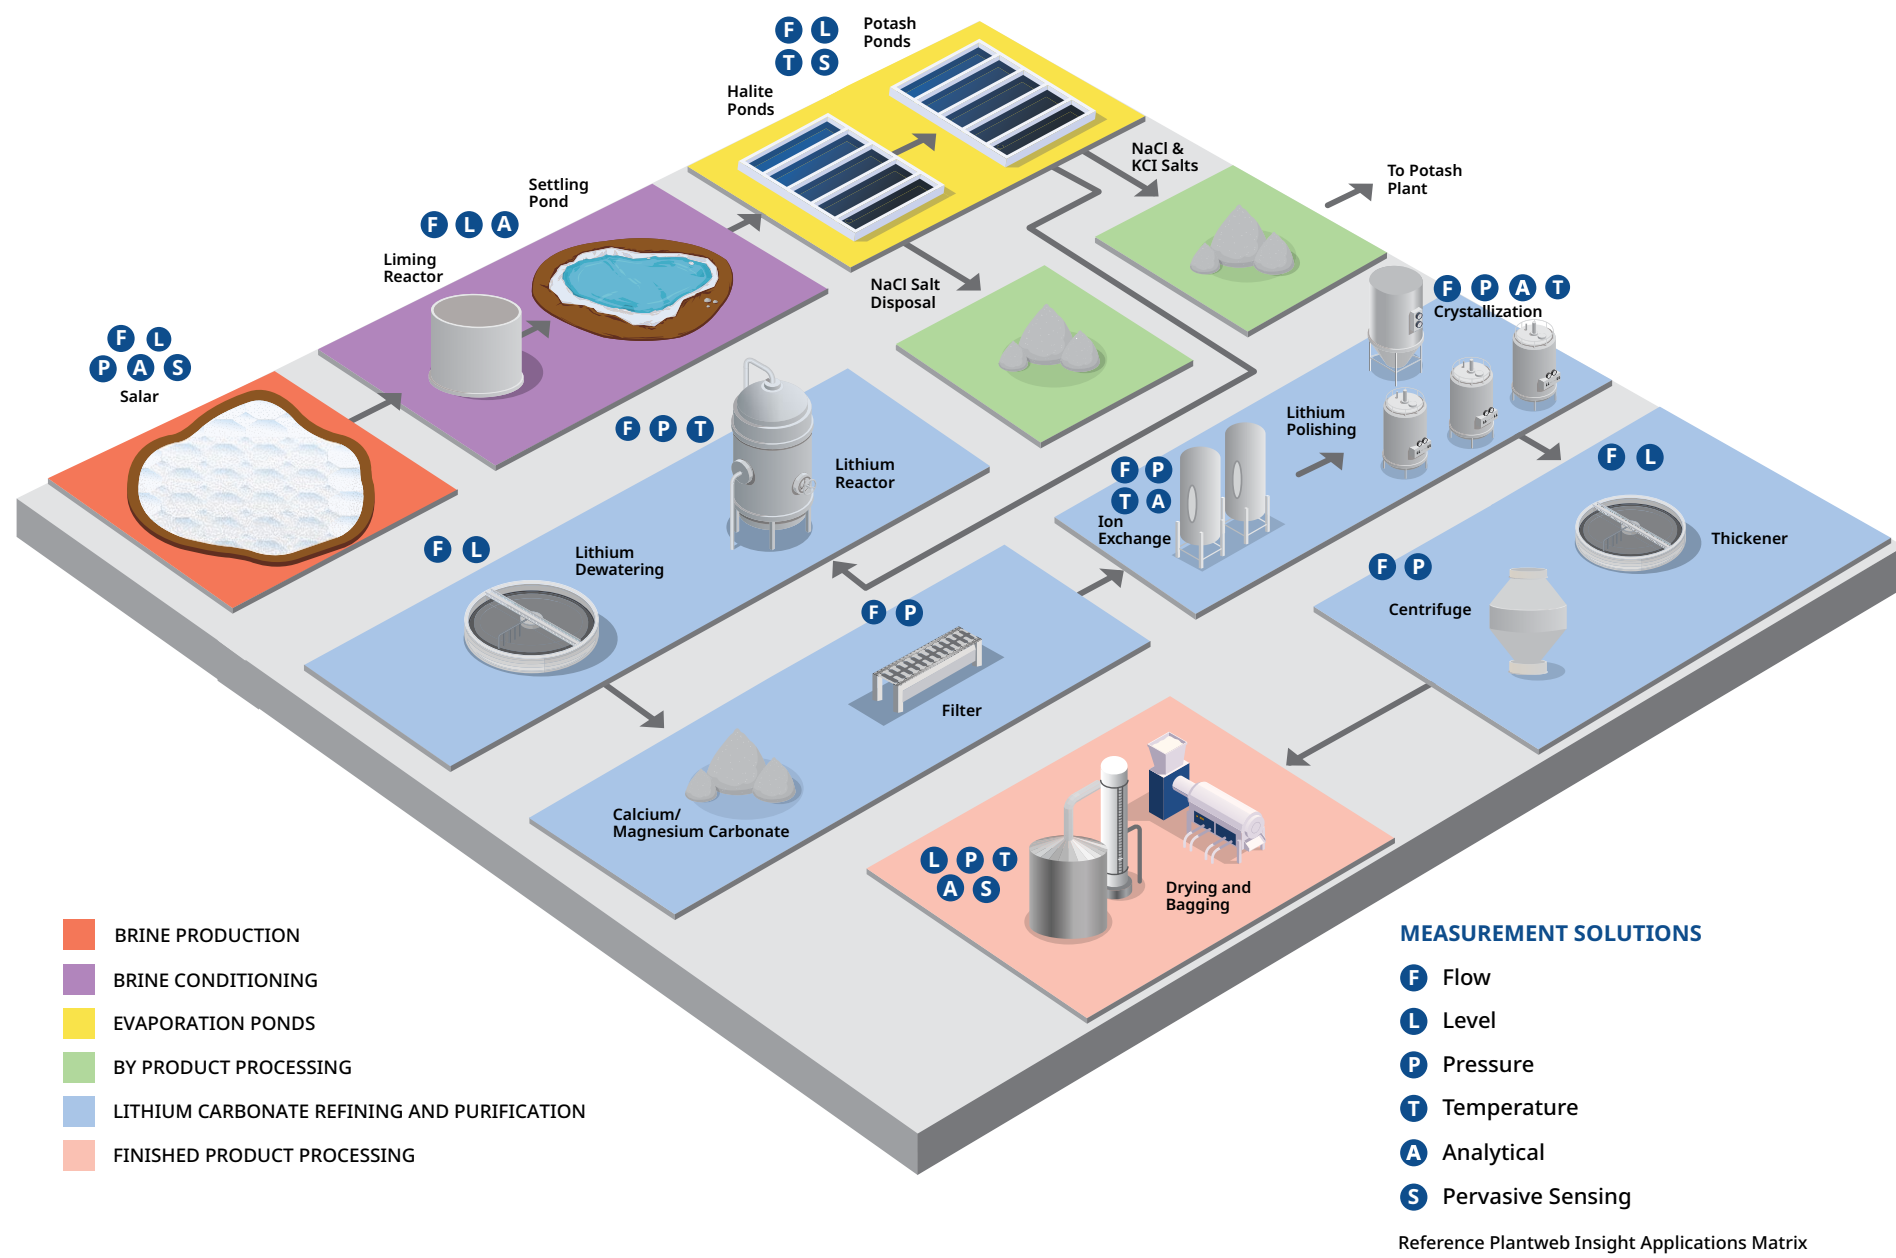 F L
T S
Potash
Ponds
Halite
Ponds
NaCl &
KCl Salts
To Potash
Plant
Settling
Pond
F L A
Liming
Reactor
NaCl Salt
Disposal
F P A T
Crystallization
F L
P A S
Salar
F P T
Lithium
Reactor
Lithium
Polishing
F P
T A
Ion
Exchange
F L
Thickener
F L
Lithium
Dewatering
F P
Centrifuge
F P
Filter
Calcium/
Magnesium Carbonate
L P T
A S
Drying and
Bagging
BRINE PRODUCTION
BRINE CONDITIONING
EVAPORATION PONDS
BY PRODUCT PROCESSING
LITHIUM CARBONATE REFINING AND PURIFICATION
FINISHED PRODUCT PROCESSING
MEASUREMENT SOLUTIONS
F Flow
L Level
P Pressure
T Temperature
A Analytical
S Pervasive Sensing
Reference Plantweb Insight Applications Matrix